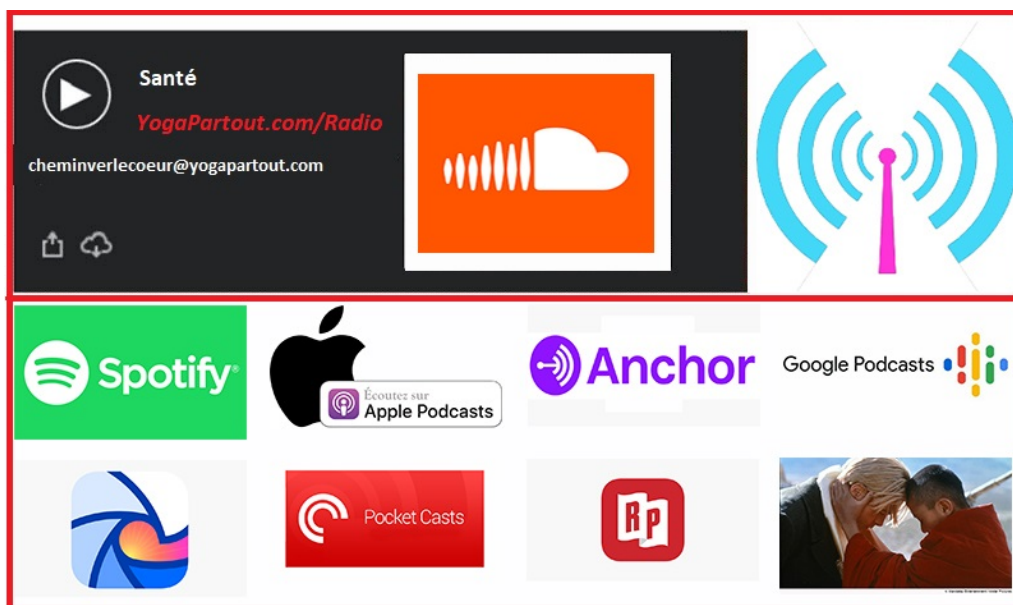 Santé
YogaPartout.com/Radio
cheminverlecoeur@yogapartout.com
Spotify®
Écoutez sur
Apple Podcasts
Anchor
Google Podcasts
Pocket Casts
RP